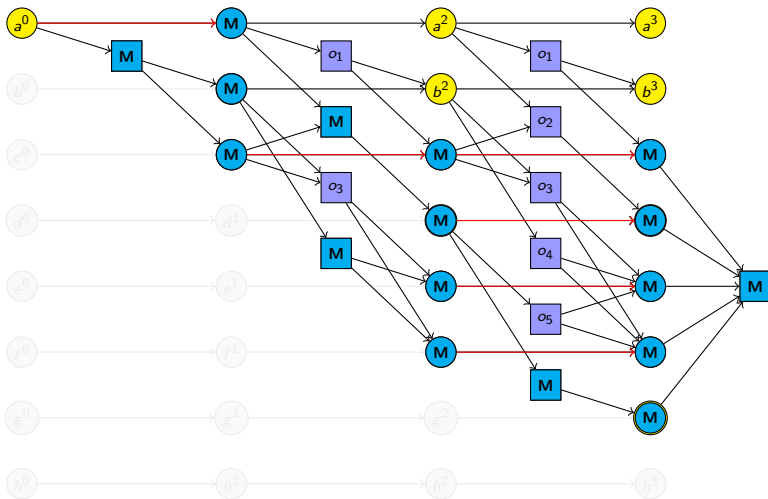 a⁰ M a² a³
M o₁ o₁
b⁰ M b² b³
M o₂
c⁰ M M M
o₃ o₃
d⁰ d¹ M M
M o₄
e⁰ e¹ M M M
o₅
f⁰ f¹ M M
M
g⁰ g¹ g² M
h⁰ h¹ h² h³